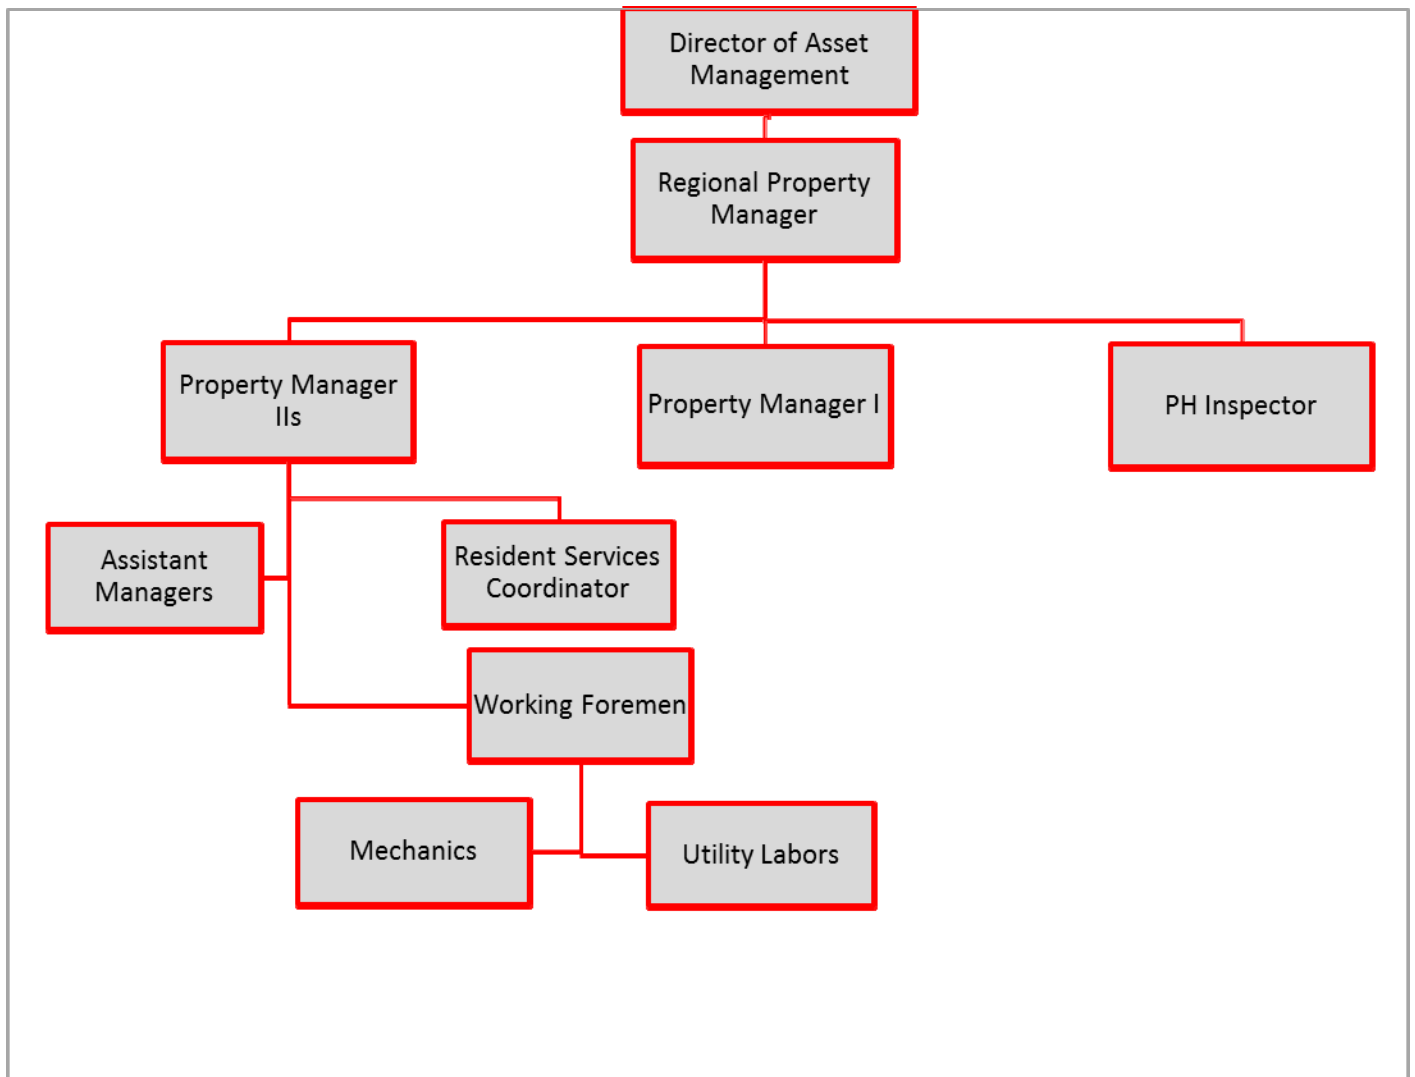 Director of Asset
Management
Regional Property
Manager
Property Manager
IIs
Property Manager I
PH Inspector
Assistant
Managers
Resident Services
Coordinator
Working Foremen
Mechanics
Utility Labors